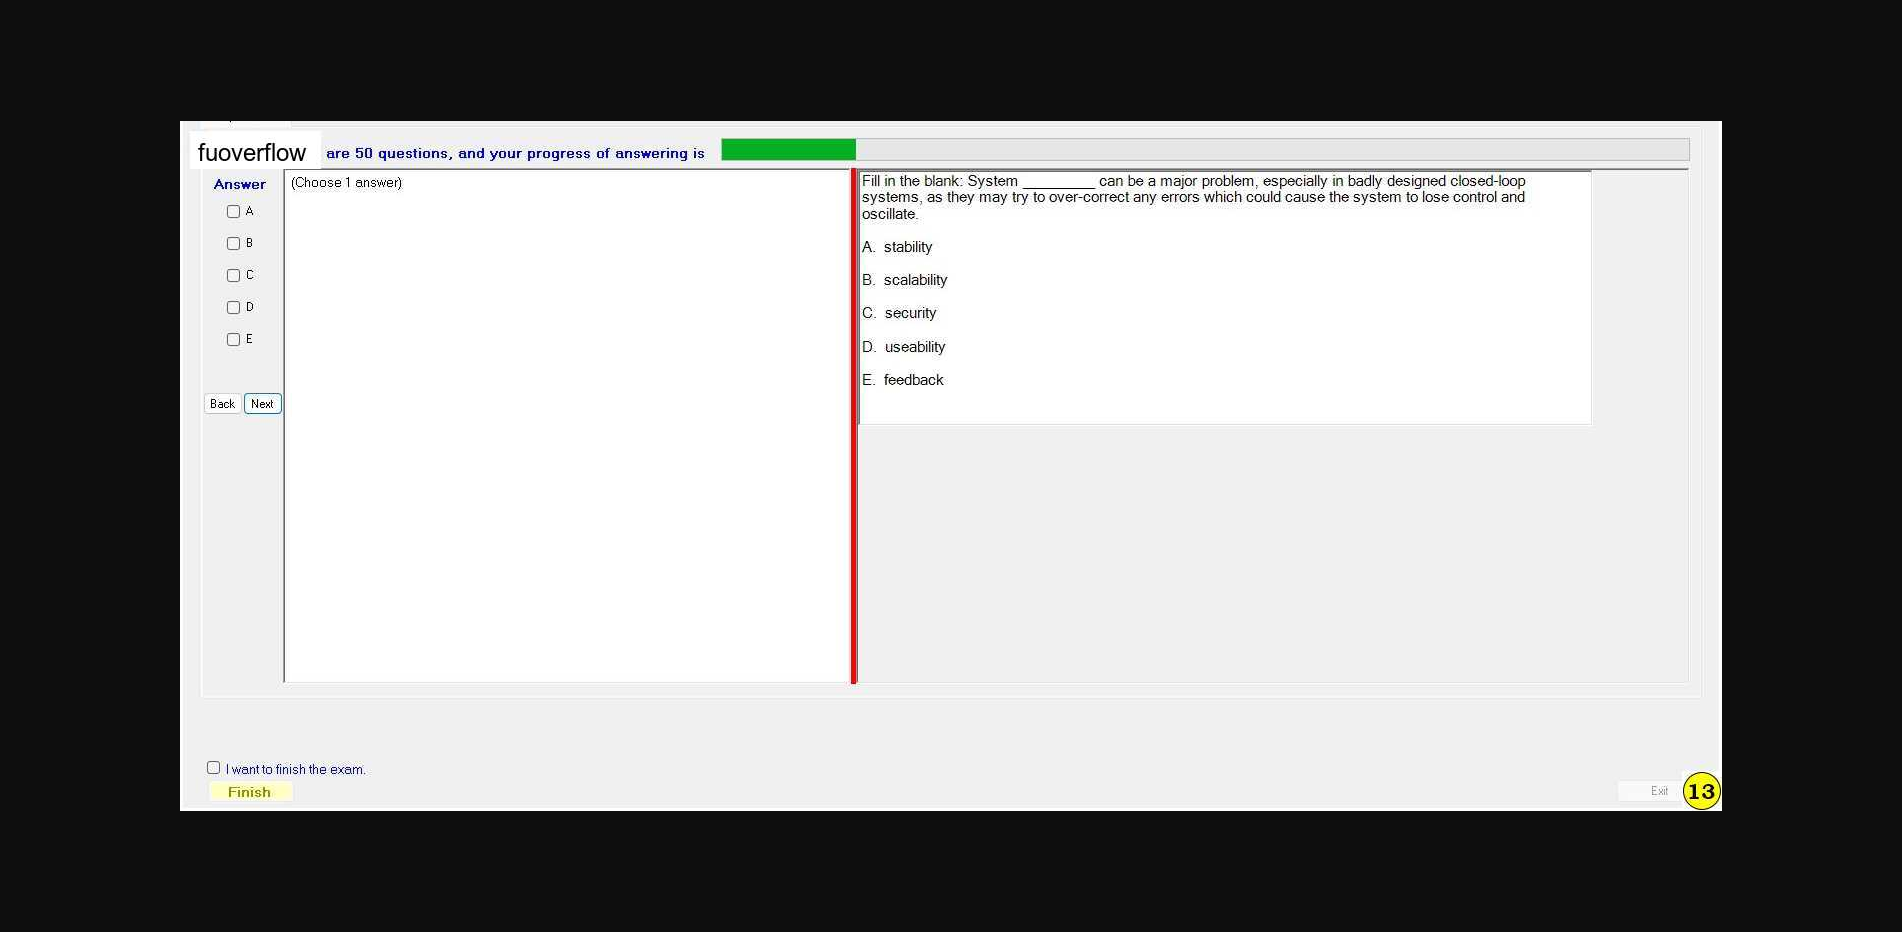 fuoverflow are 50 questions, and your progress of answering is
Answer
(Choose 1 answer)
A
B
C
D
E
Back Next
Fill in the blank: System _________ can be a major problem, especially in badly designed closed-loop
systems, as they may try to over-correct any errors which could cause the system to lose control and
oscillate.
A. stability
B. scalability
C. security
D. useability
E. feedback
I want to finish the exam.
Finish
Exit
13